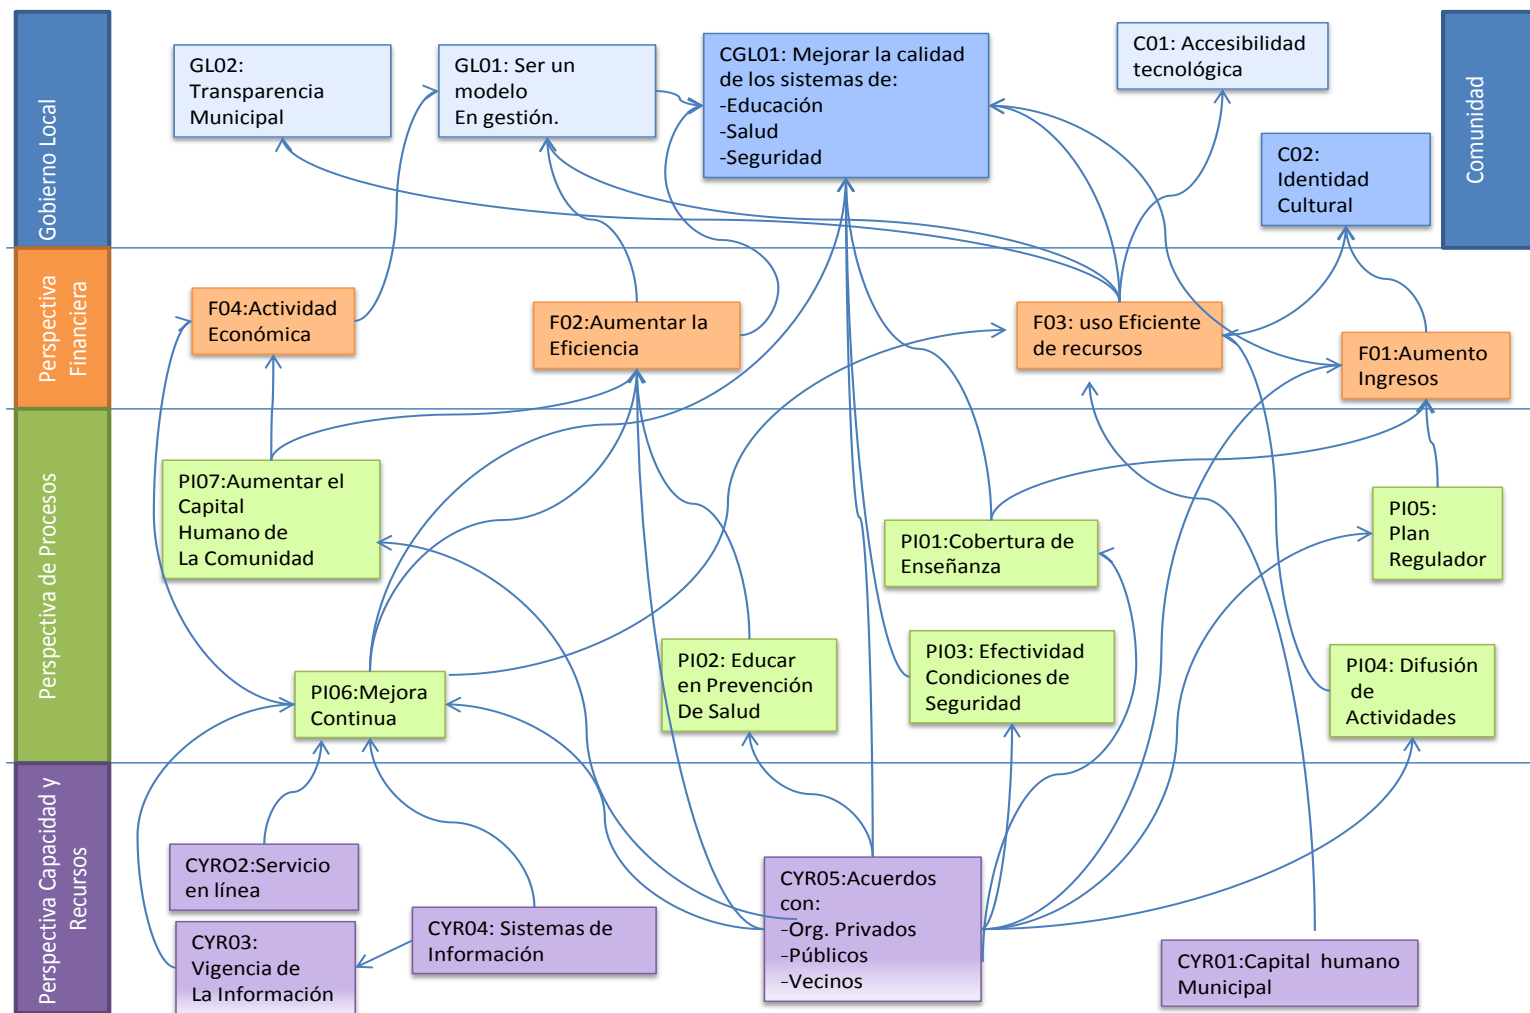 Gobierno Local
GL02:
Transparencia
Municipal
GL01: Ser un
modelo
En gestión.
CGL01: Mejorar la calidad
de los sistemas de:
-Educación
-Salud
-Seguridad
C01: Accesibilidad
tecnológica
C02:
Identidad
Cultural
Comunidad
Perspectiva
Financiera
F04:Actividad
Económica
F02:Aumentar la
Eficiencia
F03: uso Eficiente
de recursos
F01:Aumento
Ingresos
Perspectiva de Procesos
PI07:Aumentar el
Capital
Humano de
La Comunidad
PI01:Cobertura de
Enseñanza
PI05:
Plan
Regulador
PI06:Mejora
Continua
PI02: Educar
en Prevención
De Salud
PI03: Efectividad
Condiciones de
Seguridad
PI04: Difusión
de
Actividades
Perspectiva Capacidad y
Recursos
CYRO2:Servicio
en línea
CYR03:
Vigencia de
La Información
CYR04: Sistemas de
Información
CYR05:Acuerdos
con:
-Org. Privados
-Públicos
-Vecinos
CYR01:Capital humano
Municipal